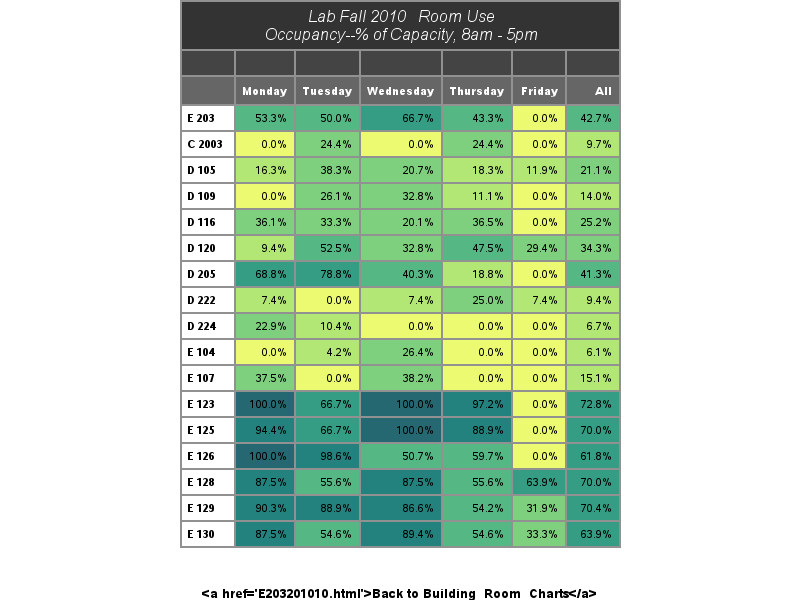 Lab Fall 2010 Room Use
Occupancy--% of Capacity, 8am - 5pm
Monday Tuesday Wednesday Thursday Friday All
E 203 53.3% 50.0% 66.7% 43.3% 0.0% 42.7%
C 2003 0.0% 24.4% 0.0% 24.4% 0.0% 9.7%
D 105 16.3% 38.3% 20.7% 18.3% 11.9% 21.1%
D 109 0.0% 26.1% 32.8% 11.1% 0.0% 14.0%
D 116 36.1% 33.3% 20.1% 36.5% 0.0% 25.2%
D 120 9.4% 52.5% 32.8% 47.5% 29.4% 34.3%
D 205 68.8% 78.8% 40.3% 18.8% 0.0% 41.3%
D 222 7.4% 0.0% 7.4% 25.0% 7.4% 9.4%
D 224 22.9% 10.4% 0.0% 0.0% 0.0% 6.7%
E 104 0.0% 4.2% 26.4% 0.0% 0.0% 6.1%
E 107 37.5% 0.0% 38.2% 0.0% 0.0% 15.1%
E 123 100.0% 66.7% 100.0% 97.2% 0.0% 72.8%
E 125 94.4% 66.7% 100.0% 88.9% 0.0% 70.0%
E 126 100.0% 98.6% 50.7% 59.7% 0.0% 61.8%
E 128 87.5% 55.6% 87.5% 55.6% 63.9% 70.0%
E 129 90.3% 88.9% 86.6% 54.2% 31.9% 70.4%
E 130 87.5% 54.6% 89.4% 54.6% 33.3% 63.9%
<a href='E203201010.html'>Back to Building Room Charts</a>